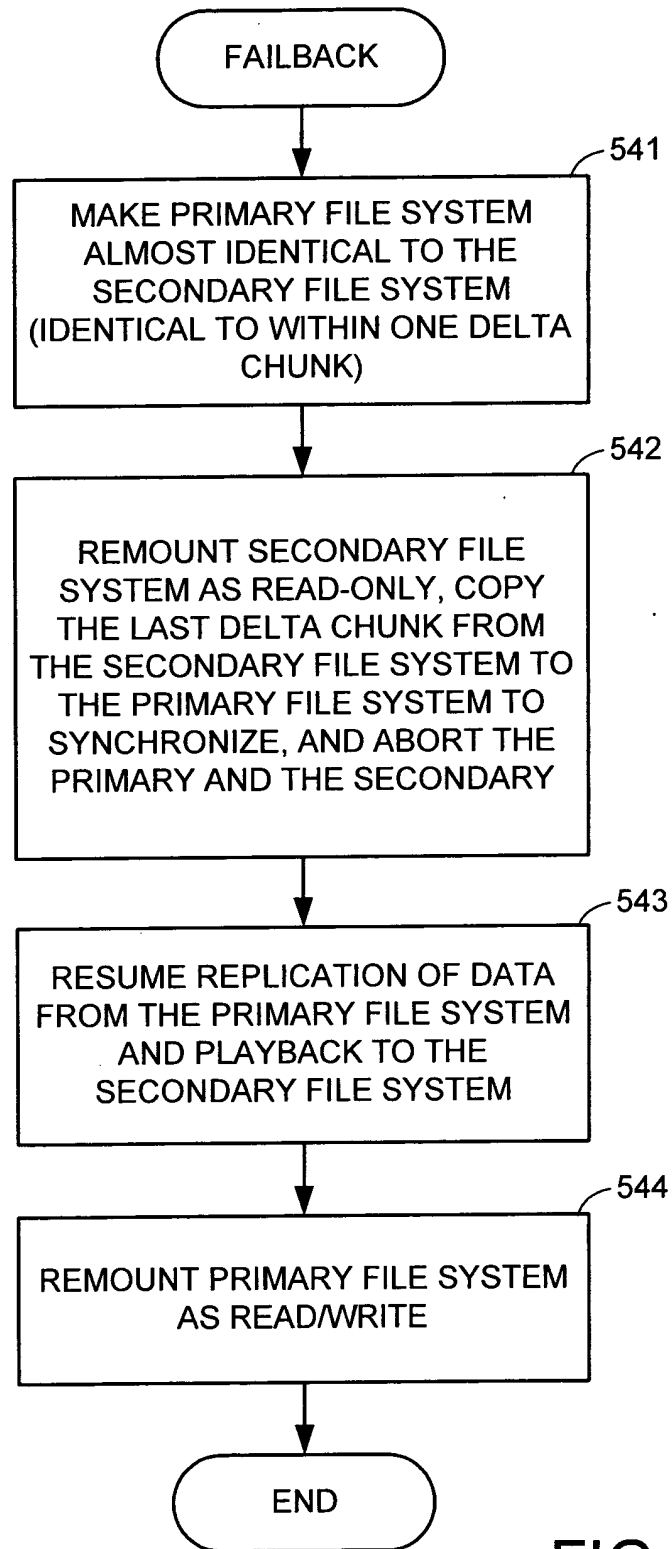 FAILBACK
541
MAKE PRIMARY FILE SYSTEM
ALMOST IDENTICAL TO THE
SECONDARY FILE SYSTEM
(IDENTICAL TO WITHIN ONE DELTA
CHUNK)
542
REMOUNT SECONDARY FILE
SYSTEM AS READ-ONLY, COPY
THE LAST DELTA CHUNK FROM
THE SECONDARY FILE SYSTEM TO
THE PRIMARY FILE SYSTEM TO
SYNCHRONIZE, AND ABORT THE
PRIMARY AND THE SECONDARY
543
RESUME REPLICATION OF DATA
FROM THE PRIMARY FILE SYSTEM
AND PLAYBACK TO THE
SECONDARY FILE SYSTEM
544
REMOUNT PRIMARY FILE SYSTEM
AS READ/WRITE
END